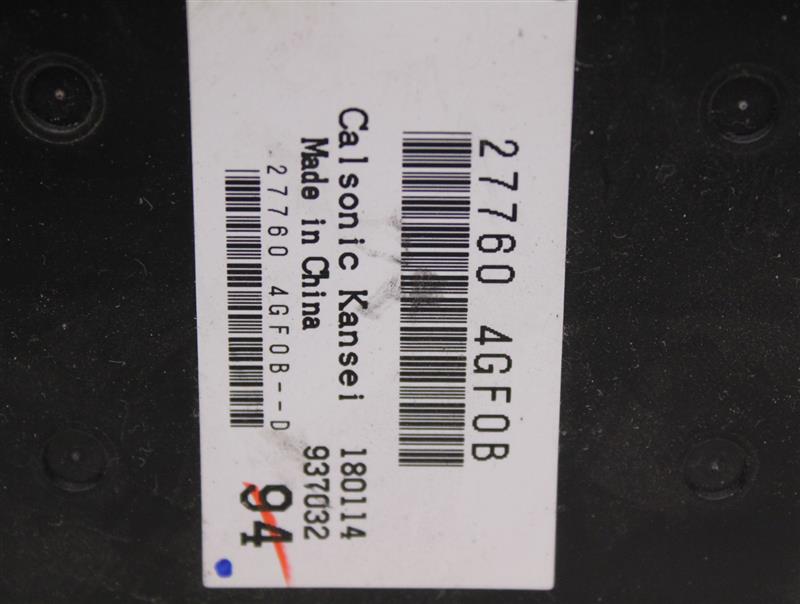 27760 4GF0B
Calsonic Kansei 180114
Made in China 937032
27760 4GF0B--D
94